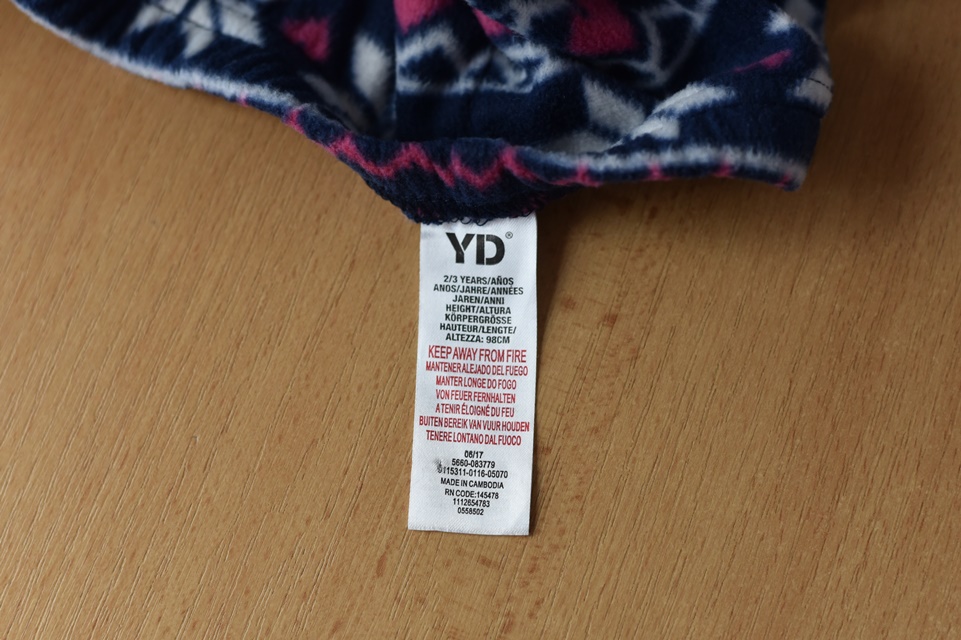 YD®
2/3 YEARS/AÑOS
ANOS/JAHRE/ANNÉES
JAREN/ANNI
HEIGHT/ALTURA
KÖRPERGRÖSSE
HAUTEUR/LENGTE/
ALTEZZA: 98CM
KEEP AWAY FROM FIRE
MANTENER ALEJADO DEL FUEGO
MANTER LONGE DO FOGO
VON FEUER FERNHALTEN
A TENIR ÉLOIGNÉ DU FEU
BUITEN BEREIK VAN VUUR HOUDEN
TENERE LONTANO DAL FUOCO
06/17
5660-083779
115311-0116-05070
MADE IN CAMBODIA
RN CODE:145478
1112654783
0558502